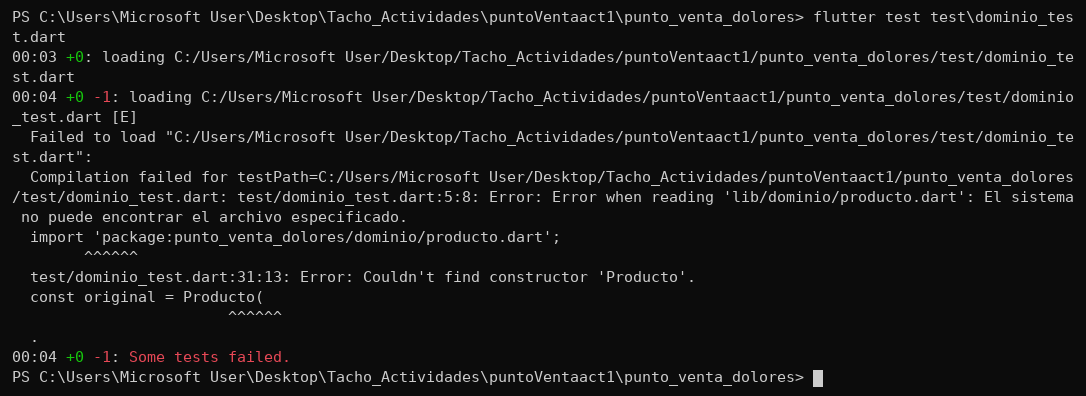 PS C:\Users\Microsoft User\Desktop\Tacho_Actividades\puntoVentaact1\punto_venta_dolores> flutter test test\dominio_tes
t.dart
00:03 +0: loading C:/Users/Microsoft User/Desktop/Tacho_Actividades/puntoVentaact1/punto_venta_dolores/test/dominio_te
st.dart
00:04 +0 -1: loading C:/Users/Microsoft User/Desktop/Tacho_Actividades/puntoVentaact1/punto_venta_dolores/test/dominio
_test.dart [E]
  Failed to load "C:/Users/Microsoft User/Desktop/Tacho_Actividades/puntoVentaact1/punto_venta_dolores/test/dominio_te
st.dart":
  Compilation failed for testPath=C:/Users/Microsoft User/Desktop/Tacho_Actividades/puntoVentaact1/punto_venta_dolores
/test/dominio_test.dart: test/dominio_test.dart:5:8: Error: Error when reading 'lib/dominio/producto.dart': El sistema
 no puede encontrar el archivo especificado.
  import 'package:punto_venta_dolores/dominio/producto.dart';
        ^^^^^^
  test/dominio_test.dart:31:13: Error: Couldn't find constructor 'Producto'.
  const original = Producto(
                        ^^^^^^
  .
00:04 +0 -1: Some tests failed.
PS C:\Users\Microsoft User\Desktop\Tacho_Actividades\puntoVentaact1\punto_venta_dolores>